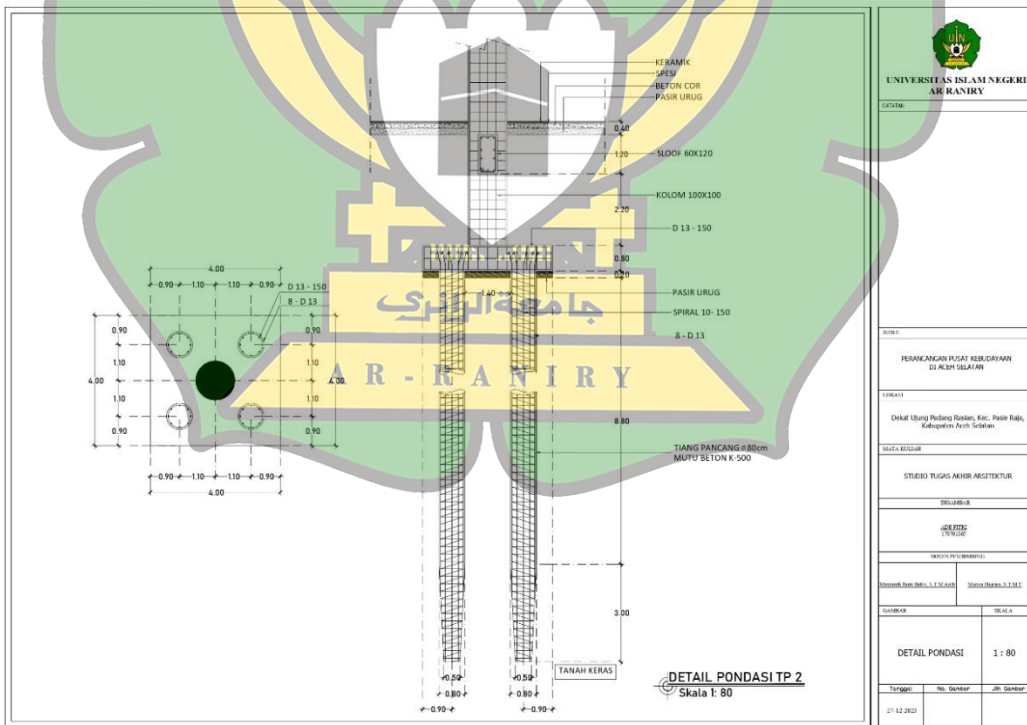 KERAMIK
SPESI
BETON COR
PASIR URUG
0.40
1.20
SLOOF 60X120
KOLOM 100X100
2.20
D 13 - 150
0.80
0.20
1.40
PASIR URUG
SPIRAL 10- 150
8 - D 13
8.80
TIANG PANCANG Ø80cm
MUTU BETON K-500
3.00
TANAH KERAS
0.50
0.50
0.80
0.80
0.90
0.90
DETAIL PONDASI TP 2
Skala 1: 80
4.00
0.90
1.10
1.10
0.90
D 13 - 150
8 - D 13
0.90
0.90
1.10
1.10
4.00
4.00
1.10
1.10
0.90
0.90
0.90
1.10
1.10
0.90
4.00
جامعة الرانري
AR - RANIRY
UIN
UNIVERSITAS ISLAM NEGERI
AR-RANIRY
CATATAN
JUDUL
PERANCANGAN PUSAT KEBUDAYAAN
DI ACEH SELATAN
LOKASI
Dekat Ujung Padang Rasian, Kec. Pasie Raja,
Kabupaten Aceh Selatan
MATA KULIAH
STUDIO TUGAS AKHIR ARSITEKTUR
DIGAMBAR
ADE FITRI
DOSEN PEMBIMBING
GAMBAR
SKALA
DETAIL PONDASI
1 : 80
Tanggal
No. Gambar
Jlh Gambar
27-12-2023